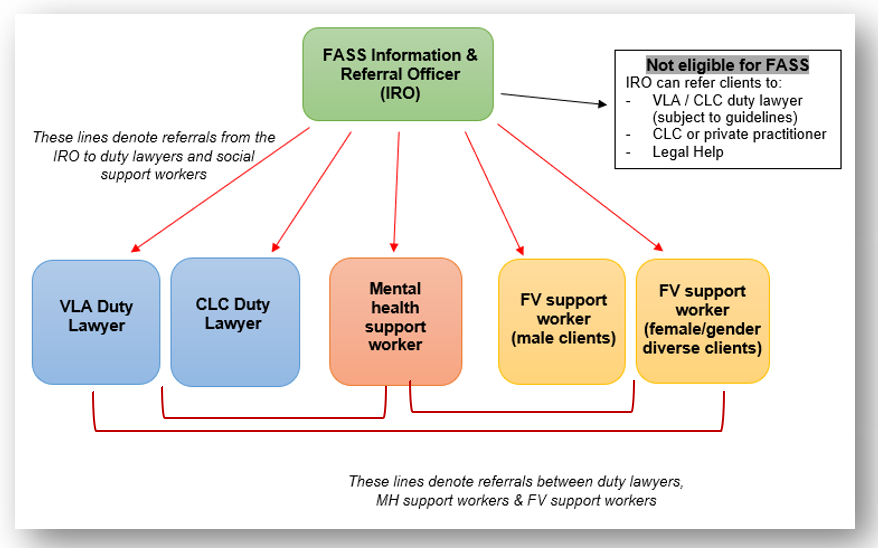 FASS Information &
Referral Officer
(IRO)
Not eligible for FASS
IRO can refer clients to:
- VLA / CLC duty lawyer
(subject to guidelines)
- CLC or private practitioner
- Legal Help
These lines denote referrals from the
IRO to duty lawyers and social
support workers
VLA Duty
Lawyer
CLC Duty
Lawyer
Mental
health
support
worker
FV support
worker
(male clients)
FV support
worker
(female/gender
diverse clients)
These lines denote referrals between duty lawyers,
MH support workers & FV support workers